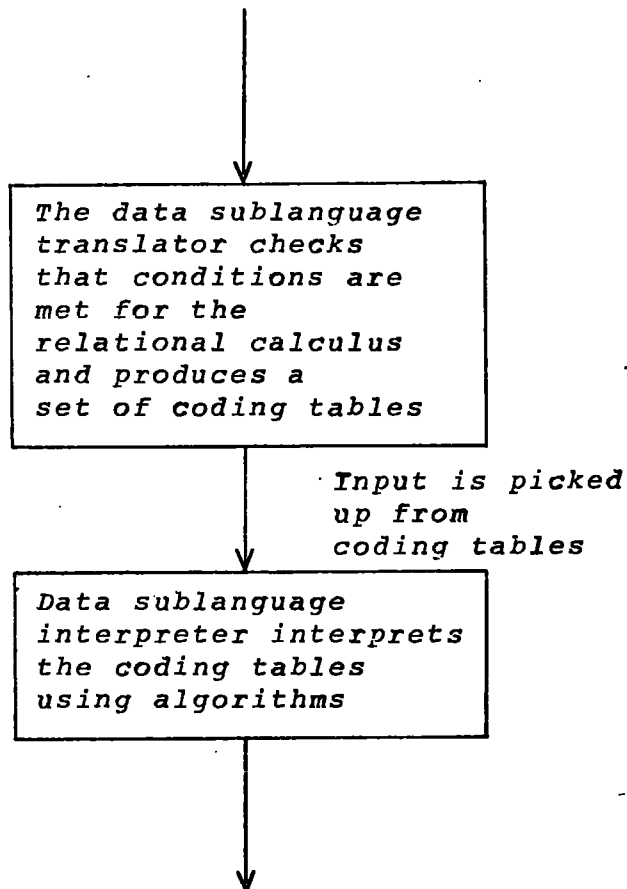 The data sublanguage
translator checks
that conditions are
met for the
relational calculus
and produces a
set of coding tables
Input is picked
up from
coding tables
Data sublanguage
interpreter interprets
the coding tables
using algorithms